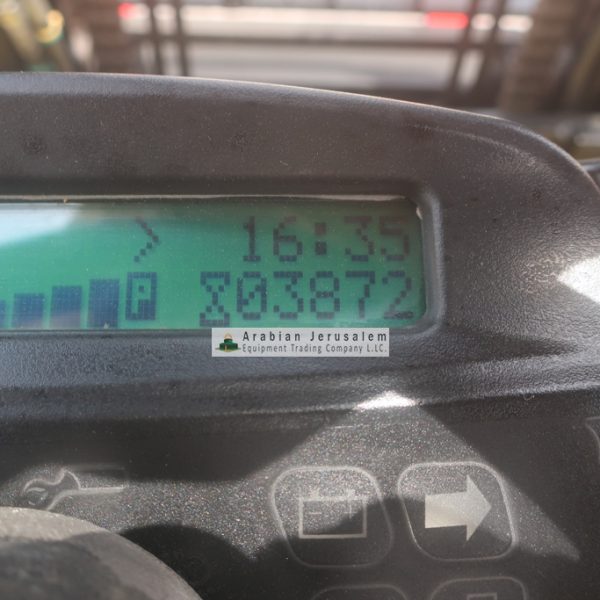 > 16:35
P ⧖03872
Arabian Jerusalem
Equipment Trading Company L.L.C.